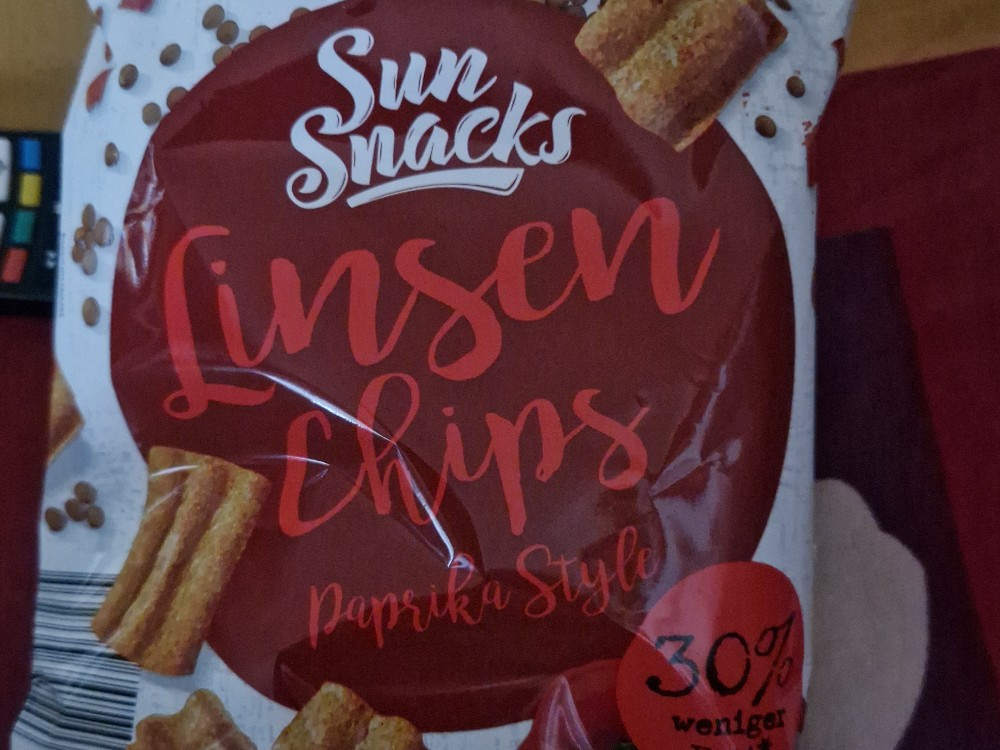 Sun
Snacks
Linsen
Chips
Paprika Style
30%
weniger